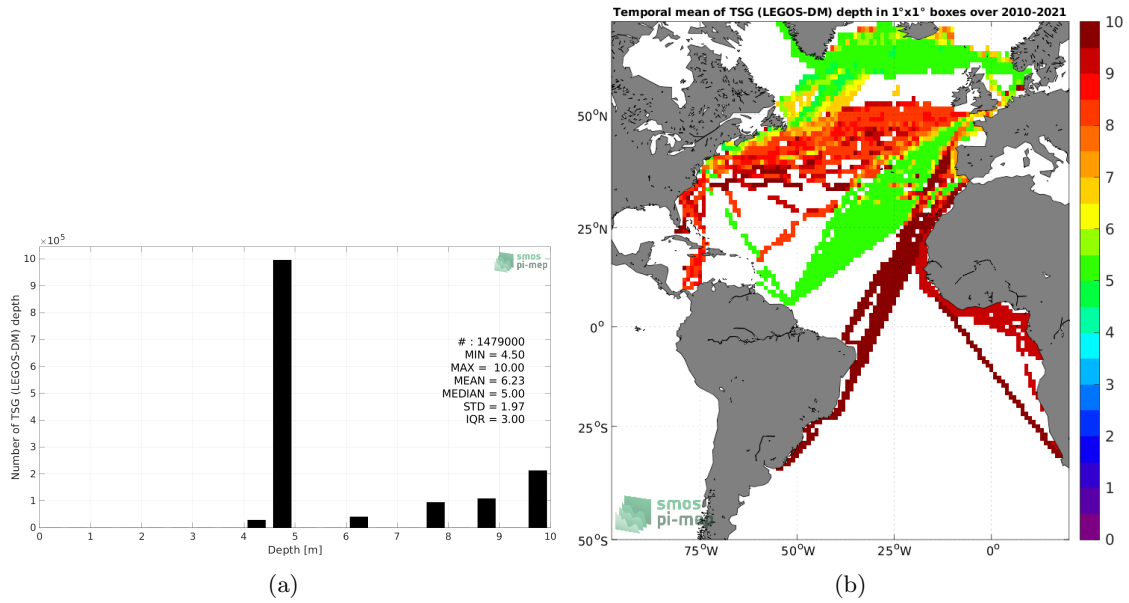 ×10⁵
10
9
8
7
6
5
4
3
2
1
0
Number of TSG (LEGOS-DM) depth
smos
pi-mep
# : 1479000
MIN = 4.50
MAX = 10.00
MEAN = 6.23
MEDIAN = 5.00
STD = 1.97
IQR = 3.00
0 1 2 3 4 5 6 7 8 9 10
Depth [m]
(a)
Temporal mean of TSG (LEGOS-DM) depth in 1°x1° boxes over 2010-2021
50°N
25°N
0°
25°S
50°S
75°W 50°W 25°W 0°
smos
pi-mep
10
9
8
7
6
5
4
3
2
1
0
(b)